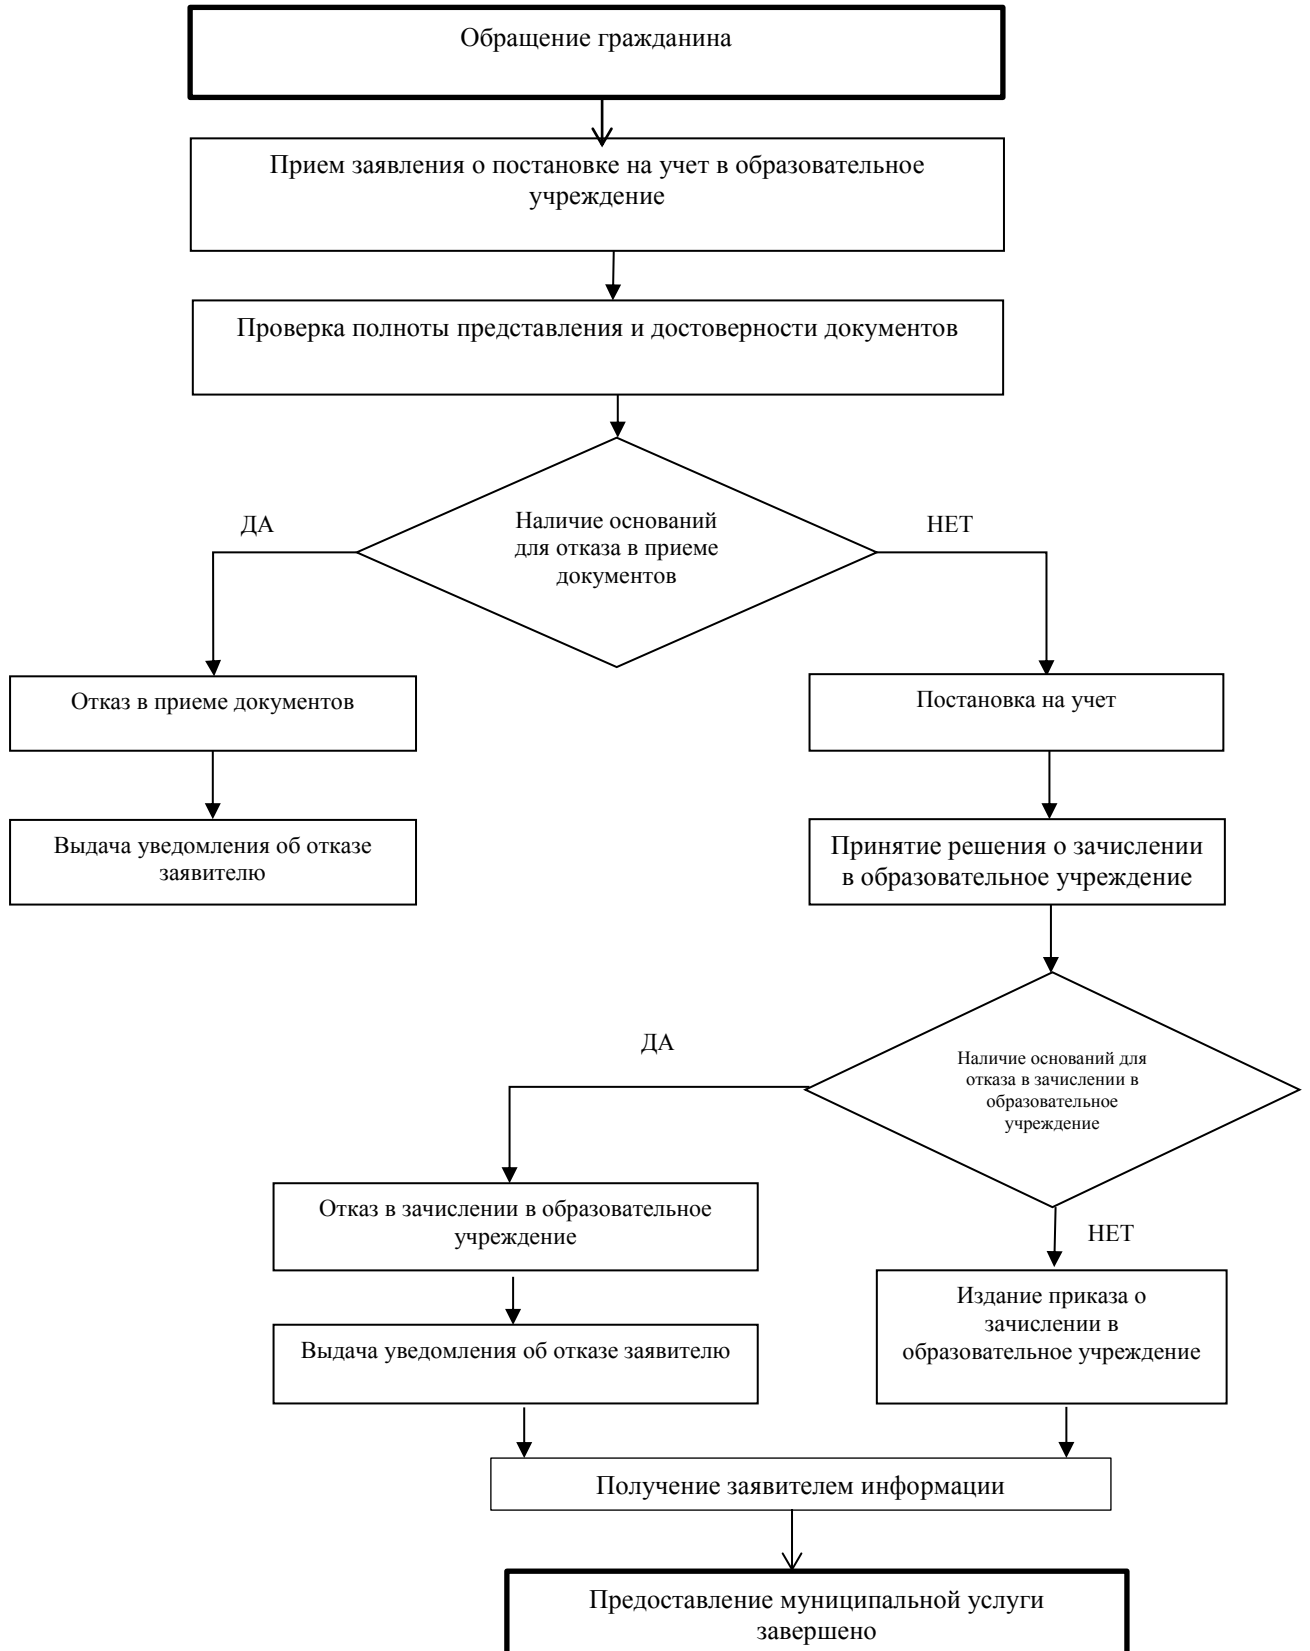 Обращение гражданина
Прием заявления о постановке на учет в образовательное
учреждение
Проверка полноты представления и достоверности документов
ДА
Наличие оснований
для отказа в приеме
документов
НЕТ
Отказ в приеме документов
Постановка на учет
Выдача уведомления об отказе
заявителю
Принятие решения о зачислении
в образовательное учреждение
ДА
Наличие оснований для
отказа в зачислении в
образовательное
учреждение
Отказ в зачислении в образовательное
учреждение
НЕТ
Издание приказа о
зачислении в
образовательное учреждение
Выдача уведомления об отказе заявителю
Получение заявителем информации
Предоставление муниципальной услуги
завершено